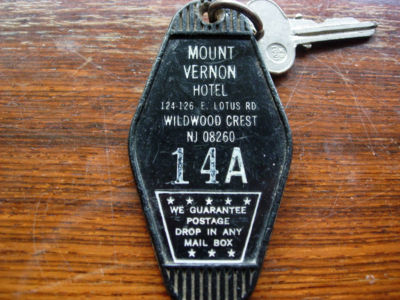 MOUNT
VERNON
HOTEL
124-126 E. LOTUS RD.
WILDWOOD CREST
NJ 08260
14A
WE GUARANTEE
POSTAGE
DROP IN ANY
MAIL BOX